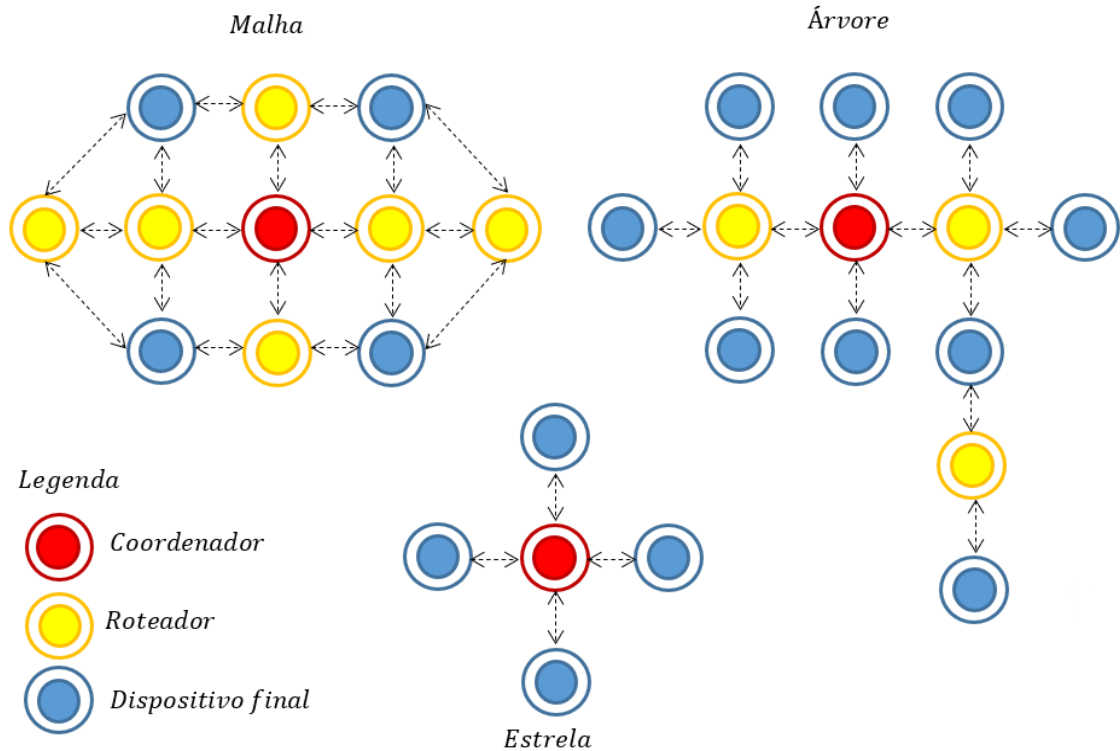 Malha
Árvore
Legenda
Coordenador
Roteador
Dispositivo final
Estrela